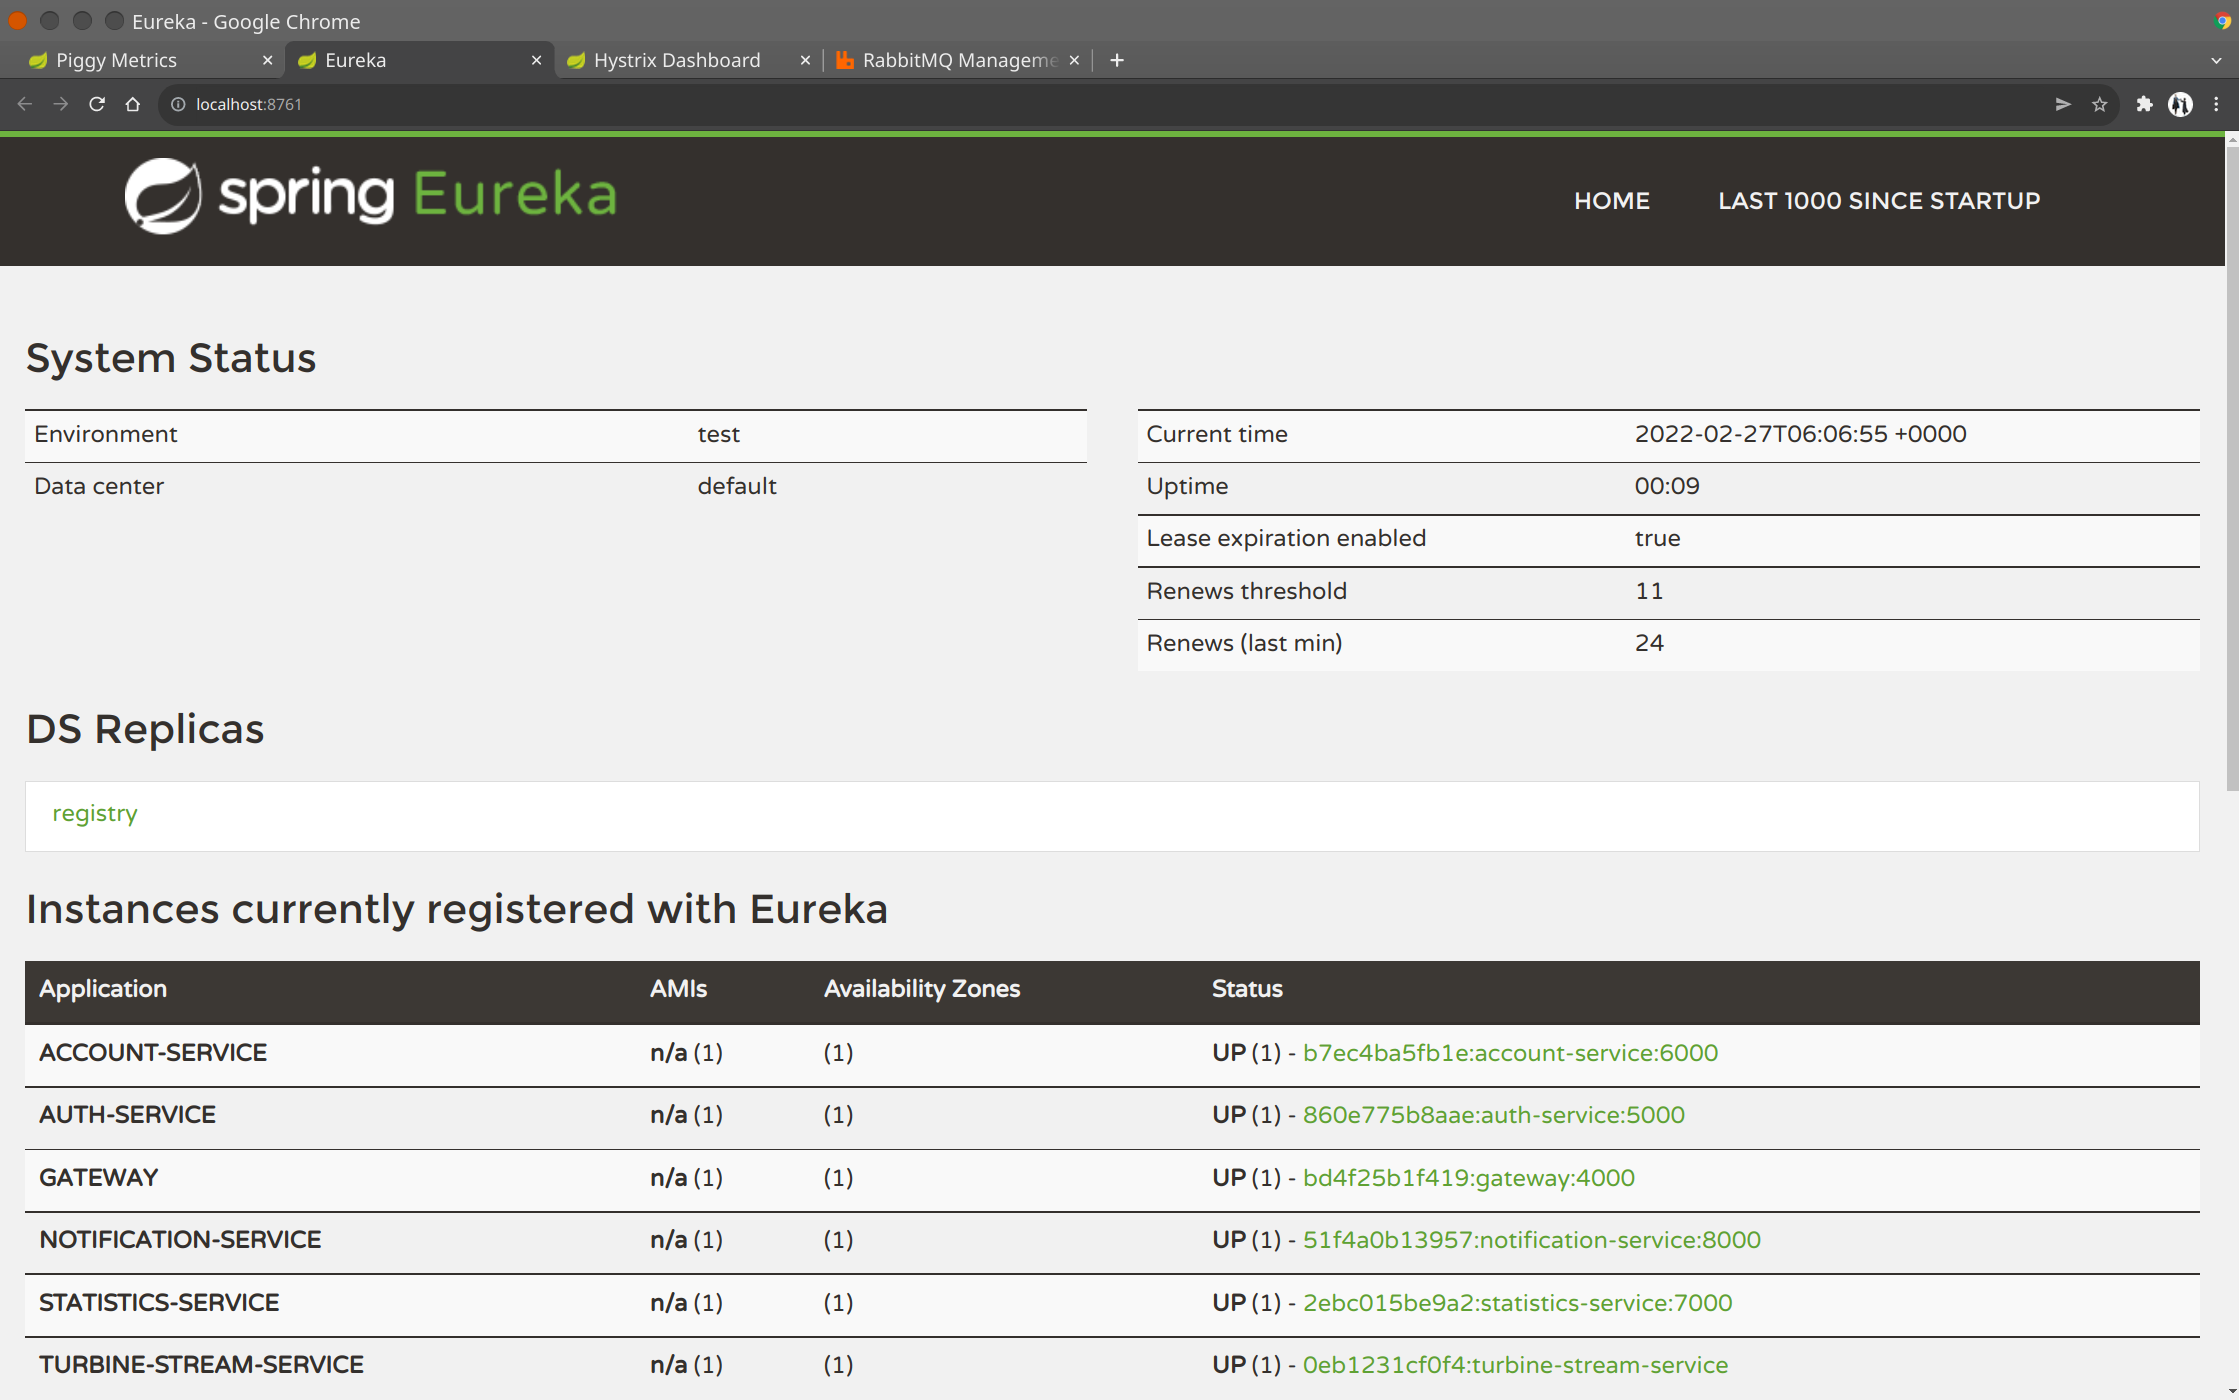 Eureka - Google Chrome
Piggy Metrics
Eureka
Hystrix Dashboard
RabbitMQ Manageme
localhost:8761
spring Eureka
HOME
LAST 1000 SINCE STARTUP
System Status
Environment test
Data center default
Current time 2022-02-27T06:06:55 +0000
Uptime 00:09
Lease expiration enabled true
Renews threshold 11
Renews (last min) 24
DS Replicas
registry
Instances currently registered with Eureka
Application AMIs Availability Zones Status
ACCOUNT-SERVICE n/a (1) (1) UP (1) - b7ec4ba5fb1e:account-service:6000
AUTH-SERVICE n/a (1) (1) UP (1) - 860e775b8aae:auth-service:5000
GATEWAY n/a (1) (1) UP (1) - bd4f25b1f419:gateway:4000
NOTIFICATION-SERVICE n/a (1) (1) UP (1) - 51f4a0b13957:notification-service:8000
STATISTICS-SERVICE n/a (1) (1) UP (1) - 2ebc015be9a2:statistics-service:7000
TURBINE-STREAM-SERVICE n/a (1) (1) UP (1) - 0eb1231cf0f4:turbine-stream-service